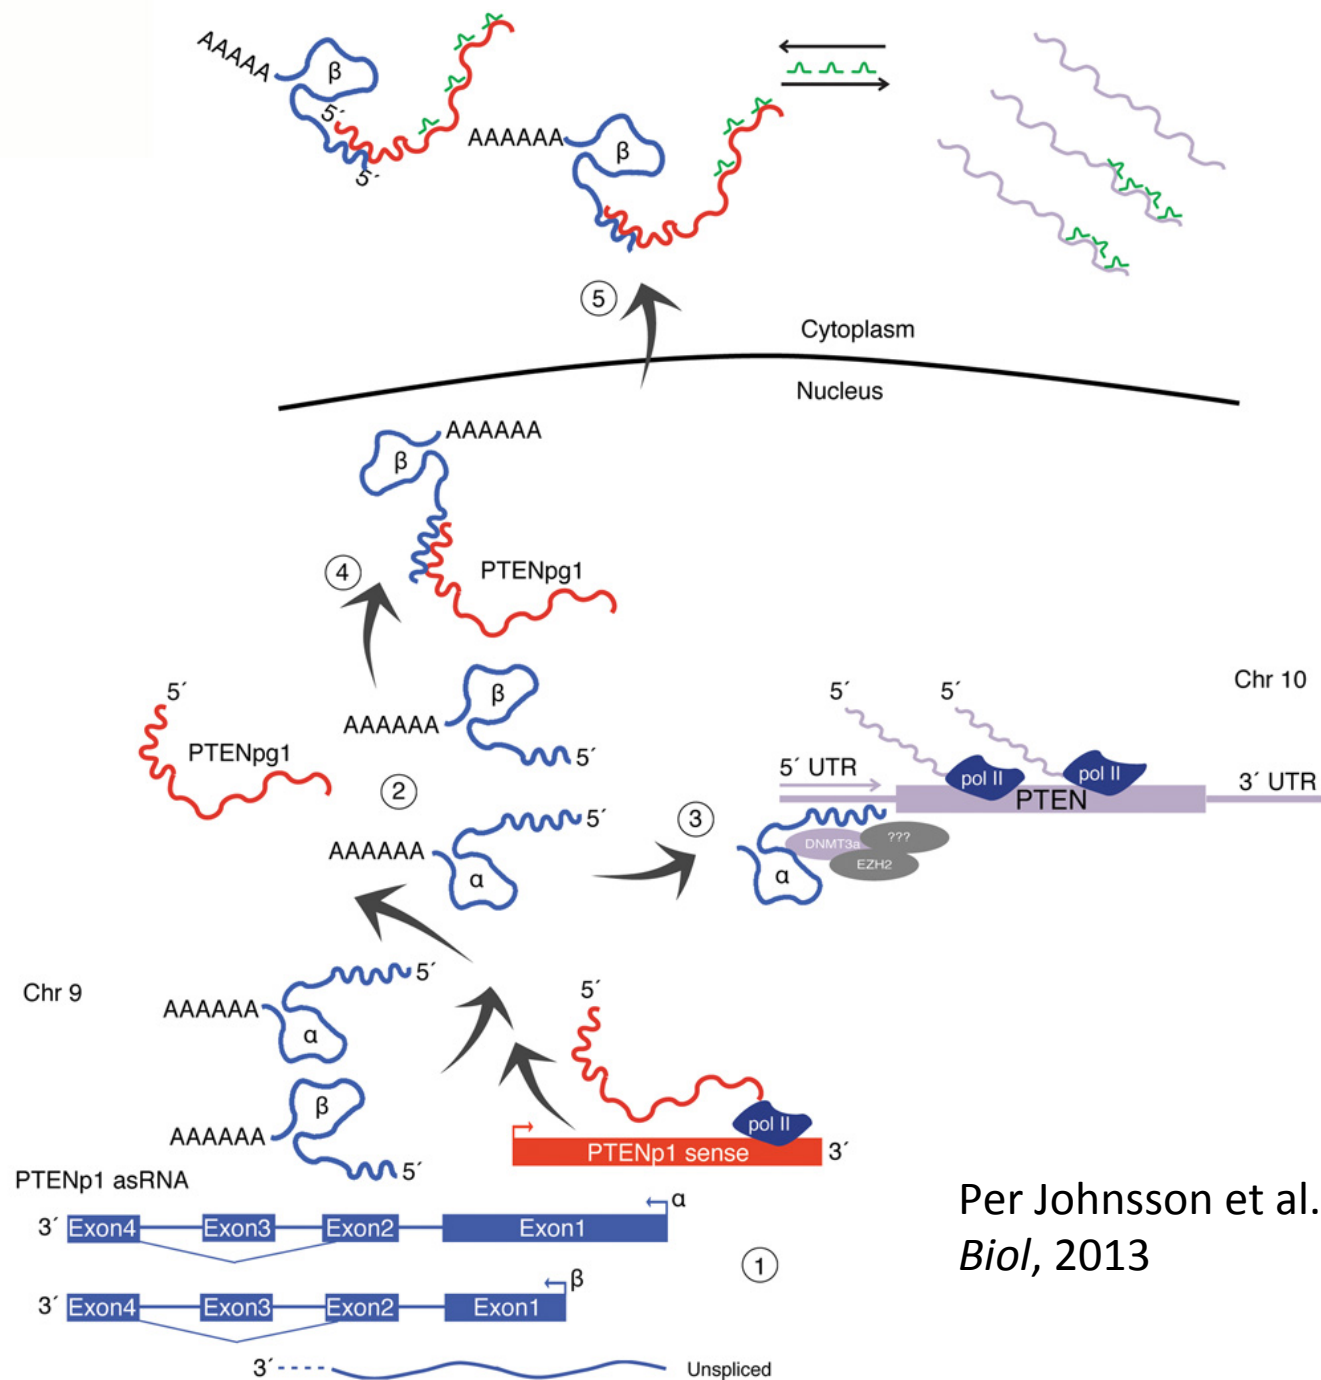 AAAAA
β
5´
5´
AAAAAA
β
5
Cytoplasm
Nucleus
AAAAAA
β
4
PTENpg1
5´
β
5´
5´
Chr 10
AAAAAA
PTENpg1
5´
5´ UTR
pol II
pol II
3´ UTR
2
PTEN
5´
3
AAAAAA
DNMT3a
???
α
α
EZH2
Chr 9
5´
5´
AAAAAA
α
β
pol II
AAAAAA
PTENp1 sense
3´
5´
PTENp1 asRNA
α
3´ Exon4 Exon3 Exon2 Exon1
1
β
3´ Exon4 Exon3 Exon2 Exon1
3´
Unspliced
Per Johnsson et al.
Biol, 2013